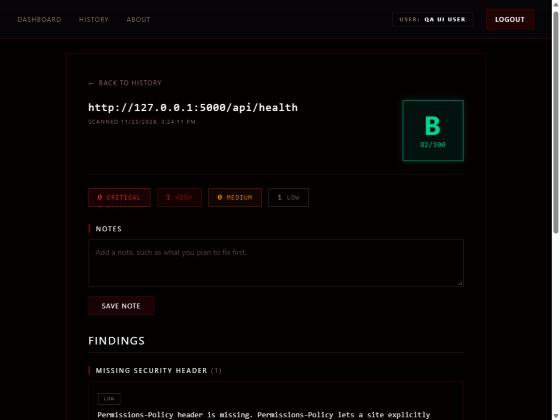 DASHBOARD HISTORY ABOUT USER: QA UI USER LOGOUT
← BACK TO HISTORY
http://127.0.0.1:5000/api/health
SCANNED 11/23/2026, 3:24:11 PM
B
82/100
0 CRITICAL 1 HIGH 0 MEDIUM 1 LOW
NOTES
Add a note, such as what you plan to fix first.
SAVE NOTE
FINDINGS
MISSING SECURITY HEADER (1)
LOW
Permissions-Policy header is missing. Permissions-Policy lets a site explicitly